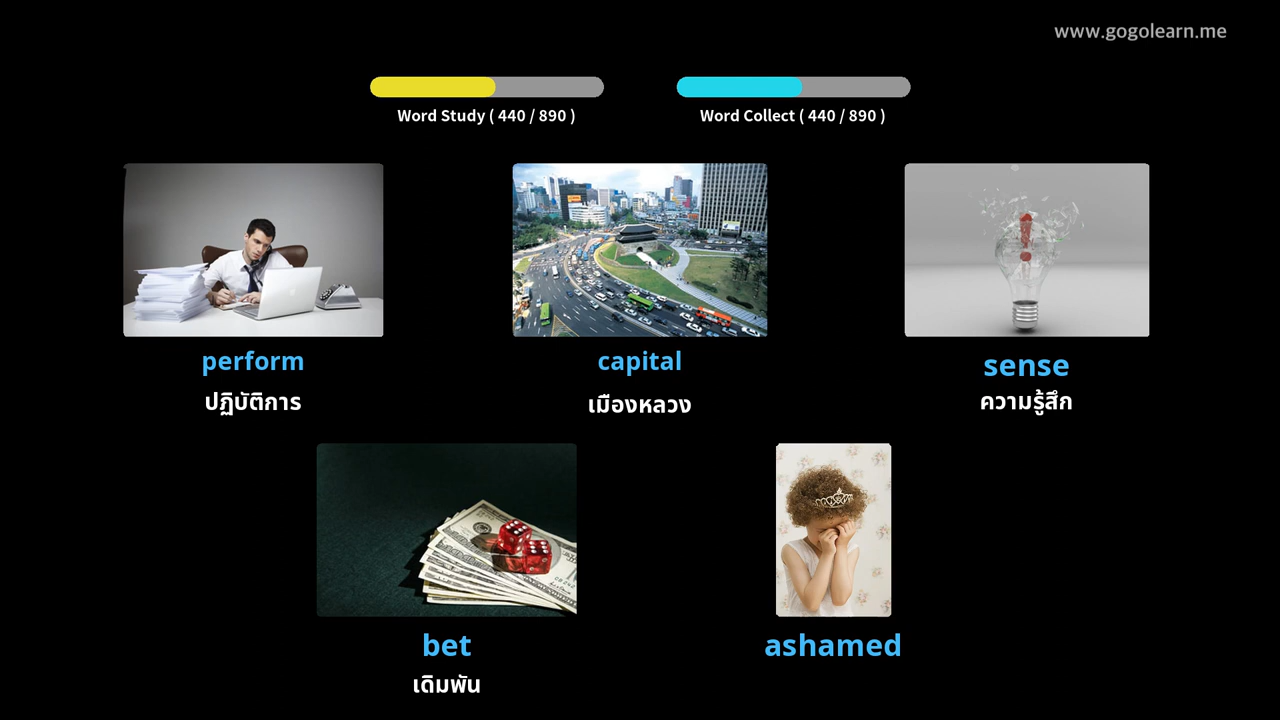 www.gogolearn.me
Word Study ( 440 / 890 )
Word Collect ( 440 / 890 )
perform
ปฏิบัติการ
capital
เมืองหลวง
sense
ความรู้สึก
bet
เดิมพัน
ashamed